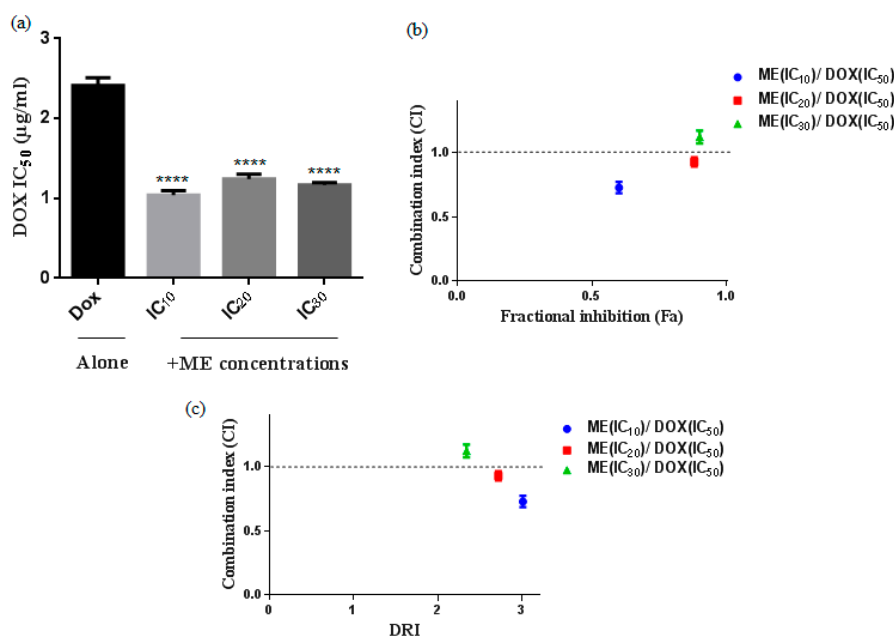 (a)
3
2
1
0
DOX IC50 (μg/ml)
****
****
****
Dox
IC10
IC20
IC30
Alone
+ME concentrations
(b)
ME(IC10)/ DOX(IC50)
ME(IC20)/ DOX(IC50)
ME(IC30)/ DOX(IC50)
Combination index (CI)
1.0
0.5
0.0
0.0
0.5
1.0
Fractional inhibition (Fa)
(c)
ME(IC10)/ DOX(IC50)
ME(IC20)/ DOX(IC50)
ME(IC30)/ DOX(IC50)
Combination index (CI)
1.0
0.5
0.0
0
1
2
3
DRI